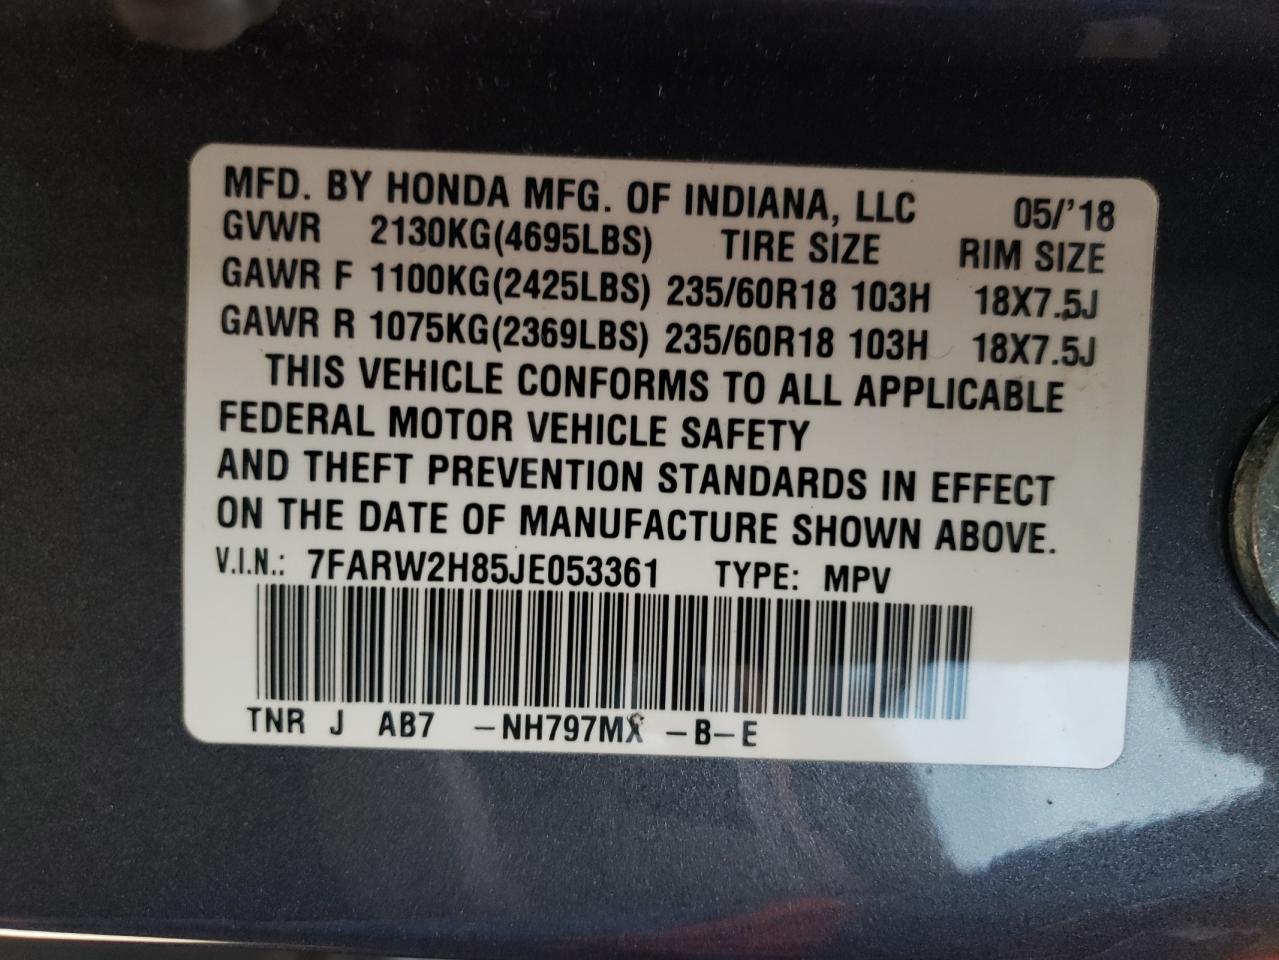 MFD. BY HONDA MFG. OF INDIANA, LLC 05/'18
GVWR 2130KG(4695LBS) TIRE SIZE RIM SIZE
GAWR F 1100KG(2425LBS) 235/60R18 103H 18X7.5J
GAWR R 1075KG(2369LBS) 235/60R18 103H 18X7.5J
THIS VEHICLE CONFORMS TO ALL APPLICABLE
FEDERAL MOTOR VEHICLE SAFETY
AND THEFT PREVENTION STANDARDS IN EFFECT
ON THE DATE OF MANUFACTURE SHOWN ABOVE.
V.I.N.: 7FARW2H85JE053361 TYPE: MPV
TNR J AB7 -NH797MX -B-E